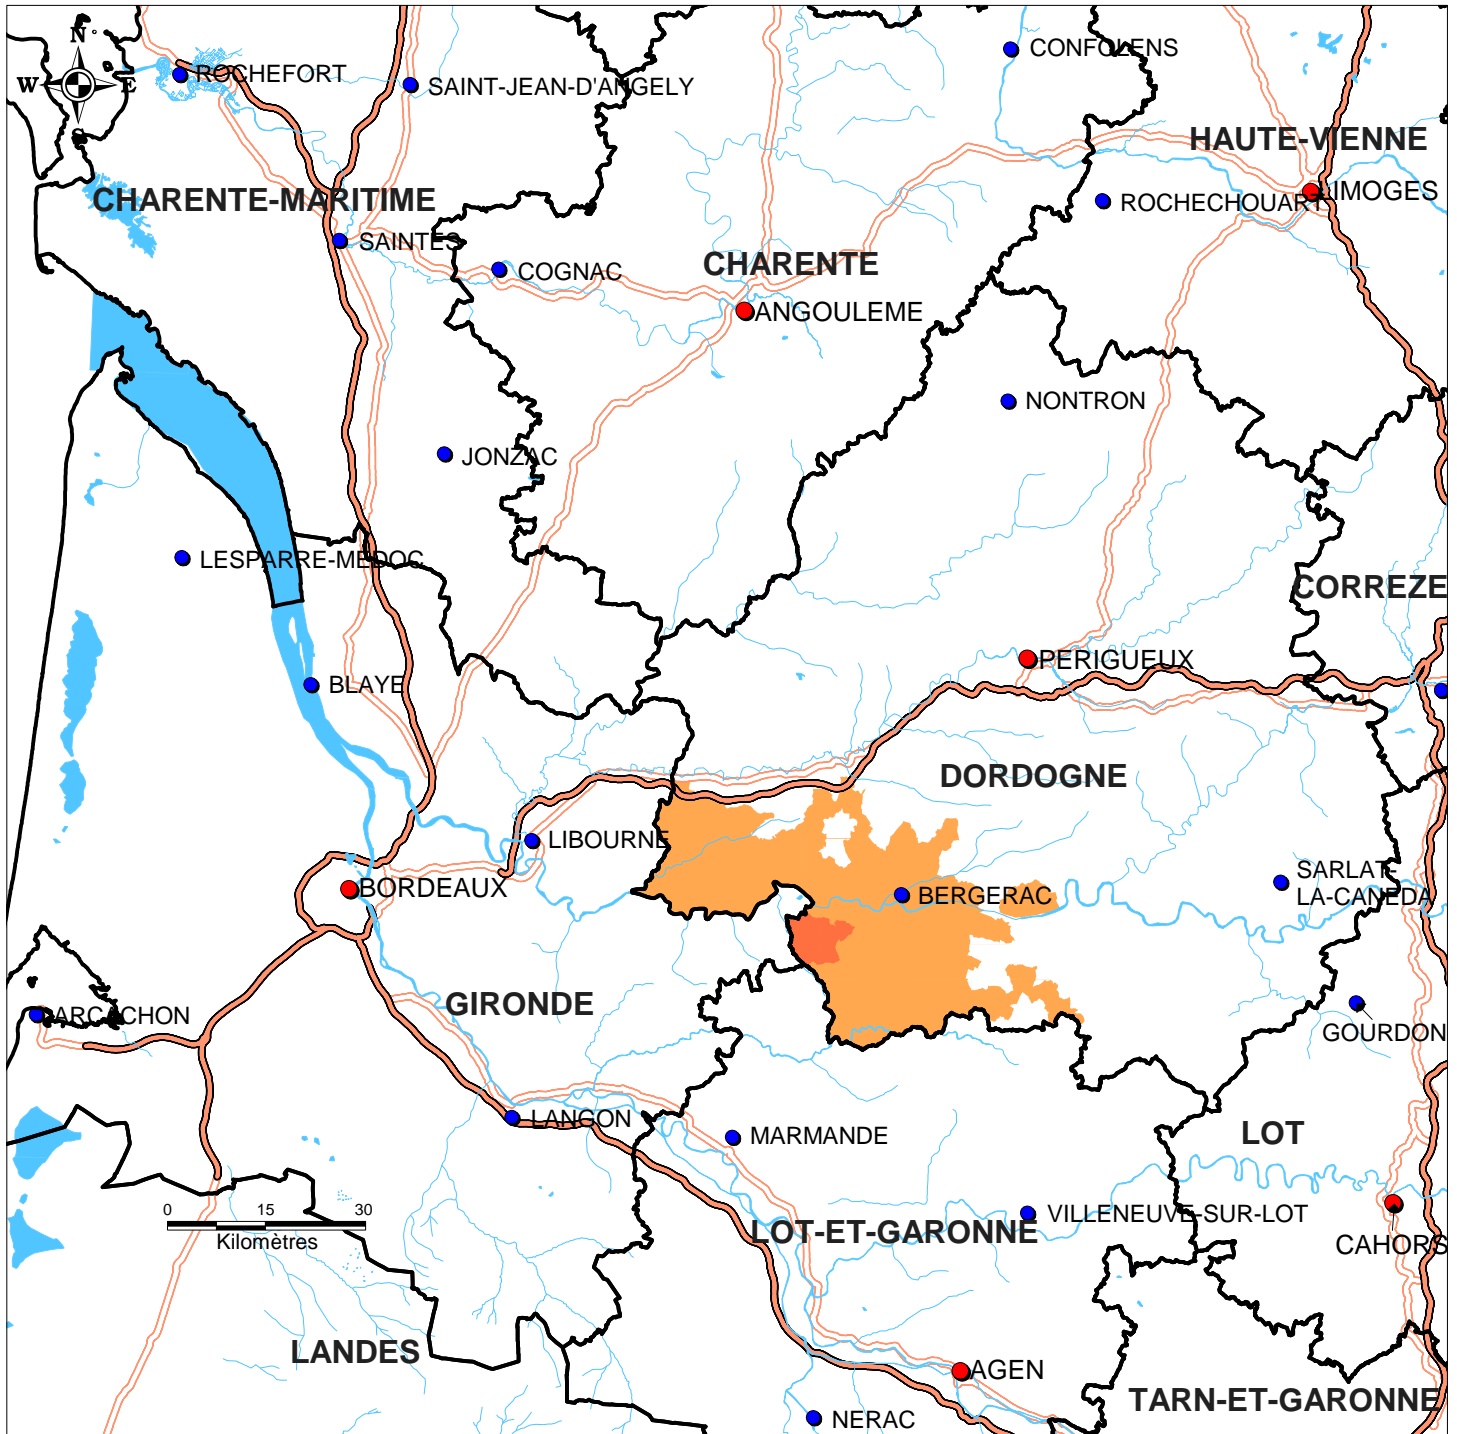 N
W
E
S
ROCHEFORT
SAINT-JEAN-D'ANGELY
CONFOLENS
HAUTE-VIENNE
LIMOGES
ROCHECHOUART
CHARENTE-MARITIME
SAINTES
COGNAC
CHARENTE
ANGOULEME
NONTRON
JONZAC
LESPARRE-MEDOC
CORREZE
PERIGUEUX
BLAYE
DORDOGNE
LIBOURNE
SARLAT-
LA-CANEDA
BORDEAUX
BERGERAC
GIRONDE
ARCACHON
GOURDON
LANGON
MARMANDE
LOT
0 15 30
Kilomètres
VILLENEUVE-SUR-LOT
LOT-ET-GARONNE
CAHORS
LANDES
AGEN
TARN-ET-GARONNE
NERAC